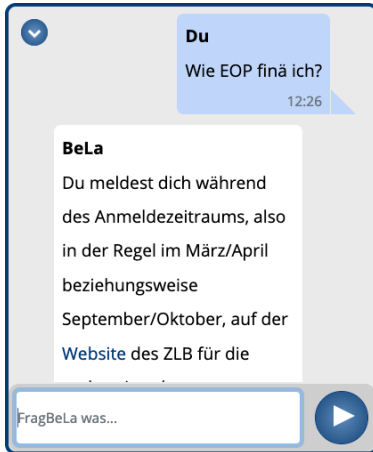 Du
Wie EOP finä ich?
12:26
BeLa
Du meldest dich während
des Anmeldezeitraums, also
in der Regel im März/April
beziehungsweise
September/Oktober, auf der
Website des ZLB für die
FragBeLa was...